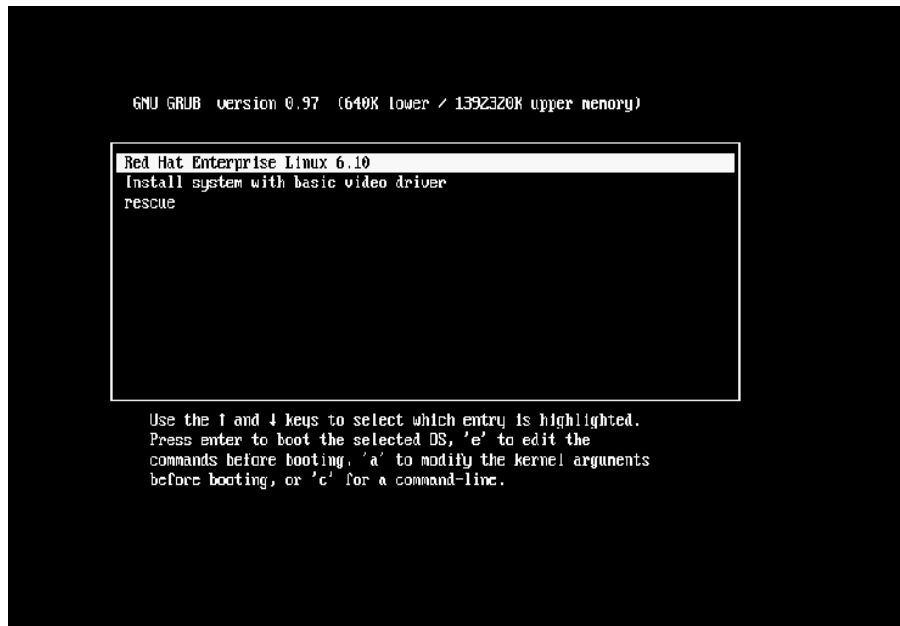 GNU GRUB version 0.97 (640K lower / 1392320K upper memory)
Red Hat Enterprise Linux 6.10
Install system with basic video driver
rescue
Use the ↑ and ↓ keys to select which entry is highlighted.
Press enter to boot the selected OS, 'e' to edit the
commands before booting, 'a' to modify the kernel arguments
before booting, or 'c' for a command-line.